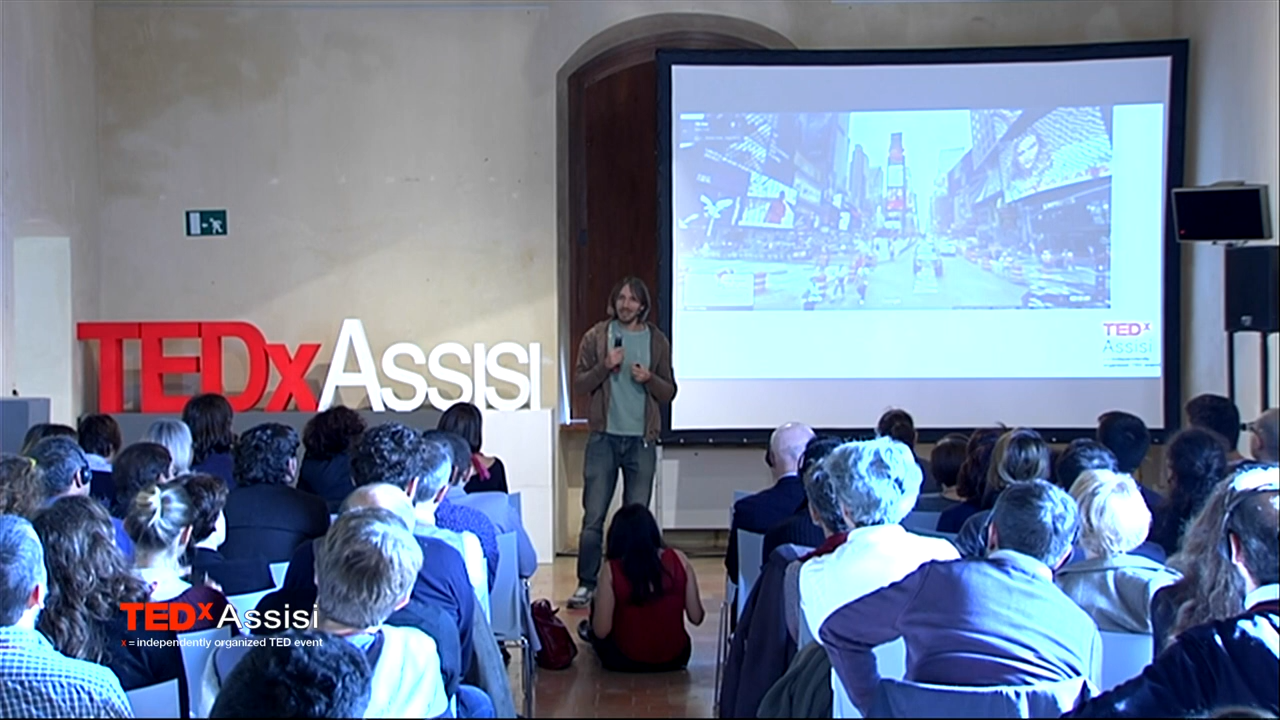 TEDxAssisi
TEDx
Assisi
TEDxAssisi
x = independently organized TED event